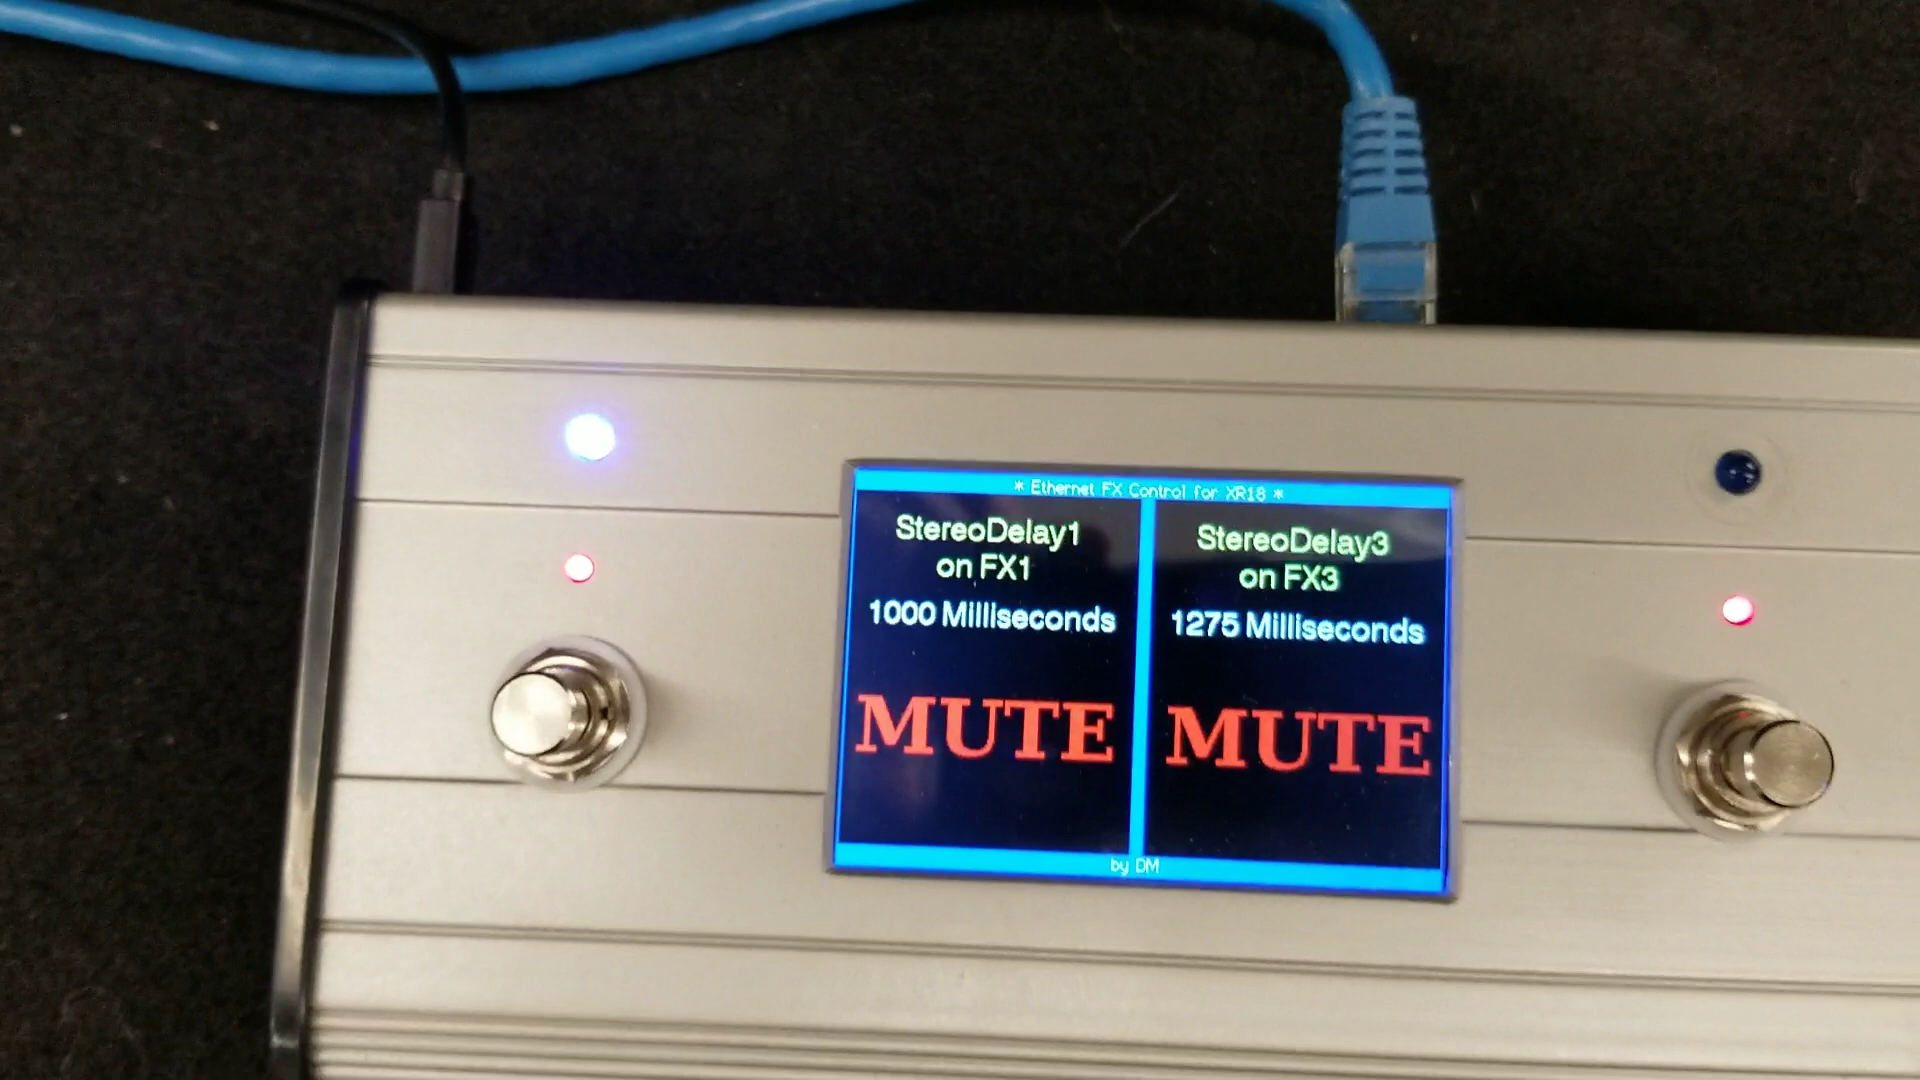 * Ethernet FX Control for XR18 *
StereoDelay1
on FX1
1000 Milliseconds
MUTE
StereoDelay3
on FX3
1275 Milliseconds
MUTE
by DM